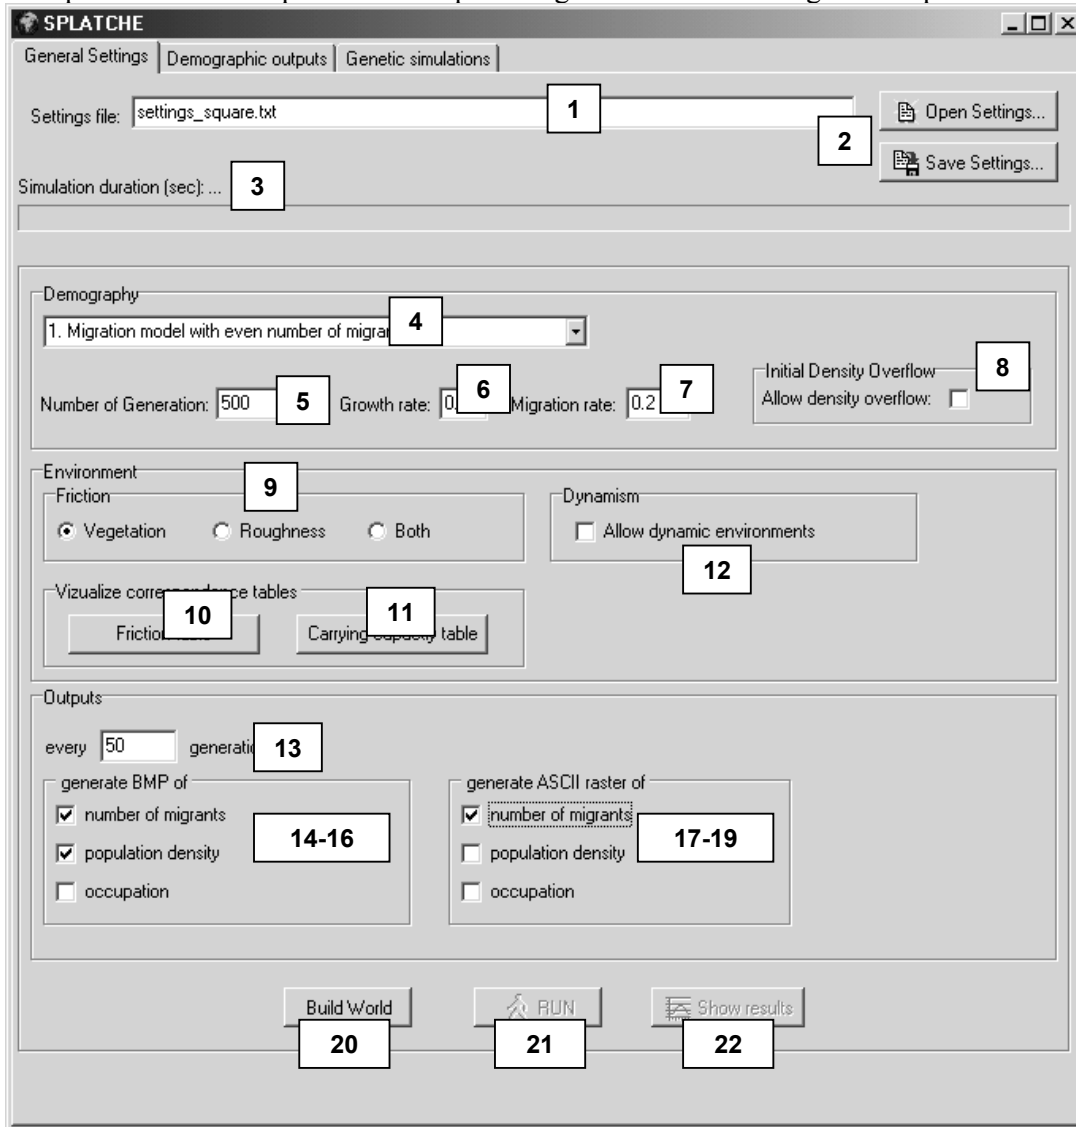 SPLATCHE
General Settings Demographic outputs Genetic simulations
Settings file: settings_square.txt 1 Open Settings...
2 Save Settings...
Simulation duration (sec): ... 3
Demography
1. Migration model with even number of 4
Number of Generation: 500 5 Growth rate: 6 Migration rate: 0.2 7
Initial Density Overflow 8
Allow density overflow:
Environment
Friction 9
Vegetation Roughness Both
Dynamism
Allow dynamic environments
12
Vizualize tables
Friction 10
Carrying table 11
Outputs
every 50 13
generate BMP of
number of migrants
population density
occupation
14-16
generate ASCII raster of
number of migrants
population density
occupation
17-19
Build World RUN Show results
20 21 22